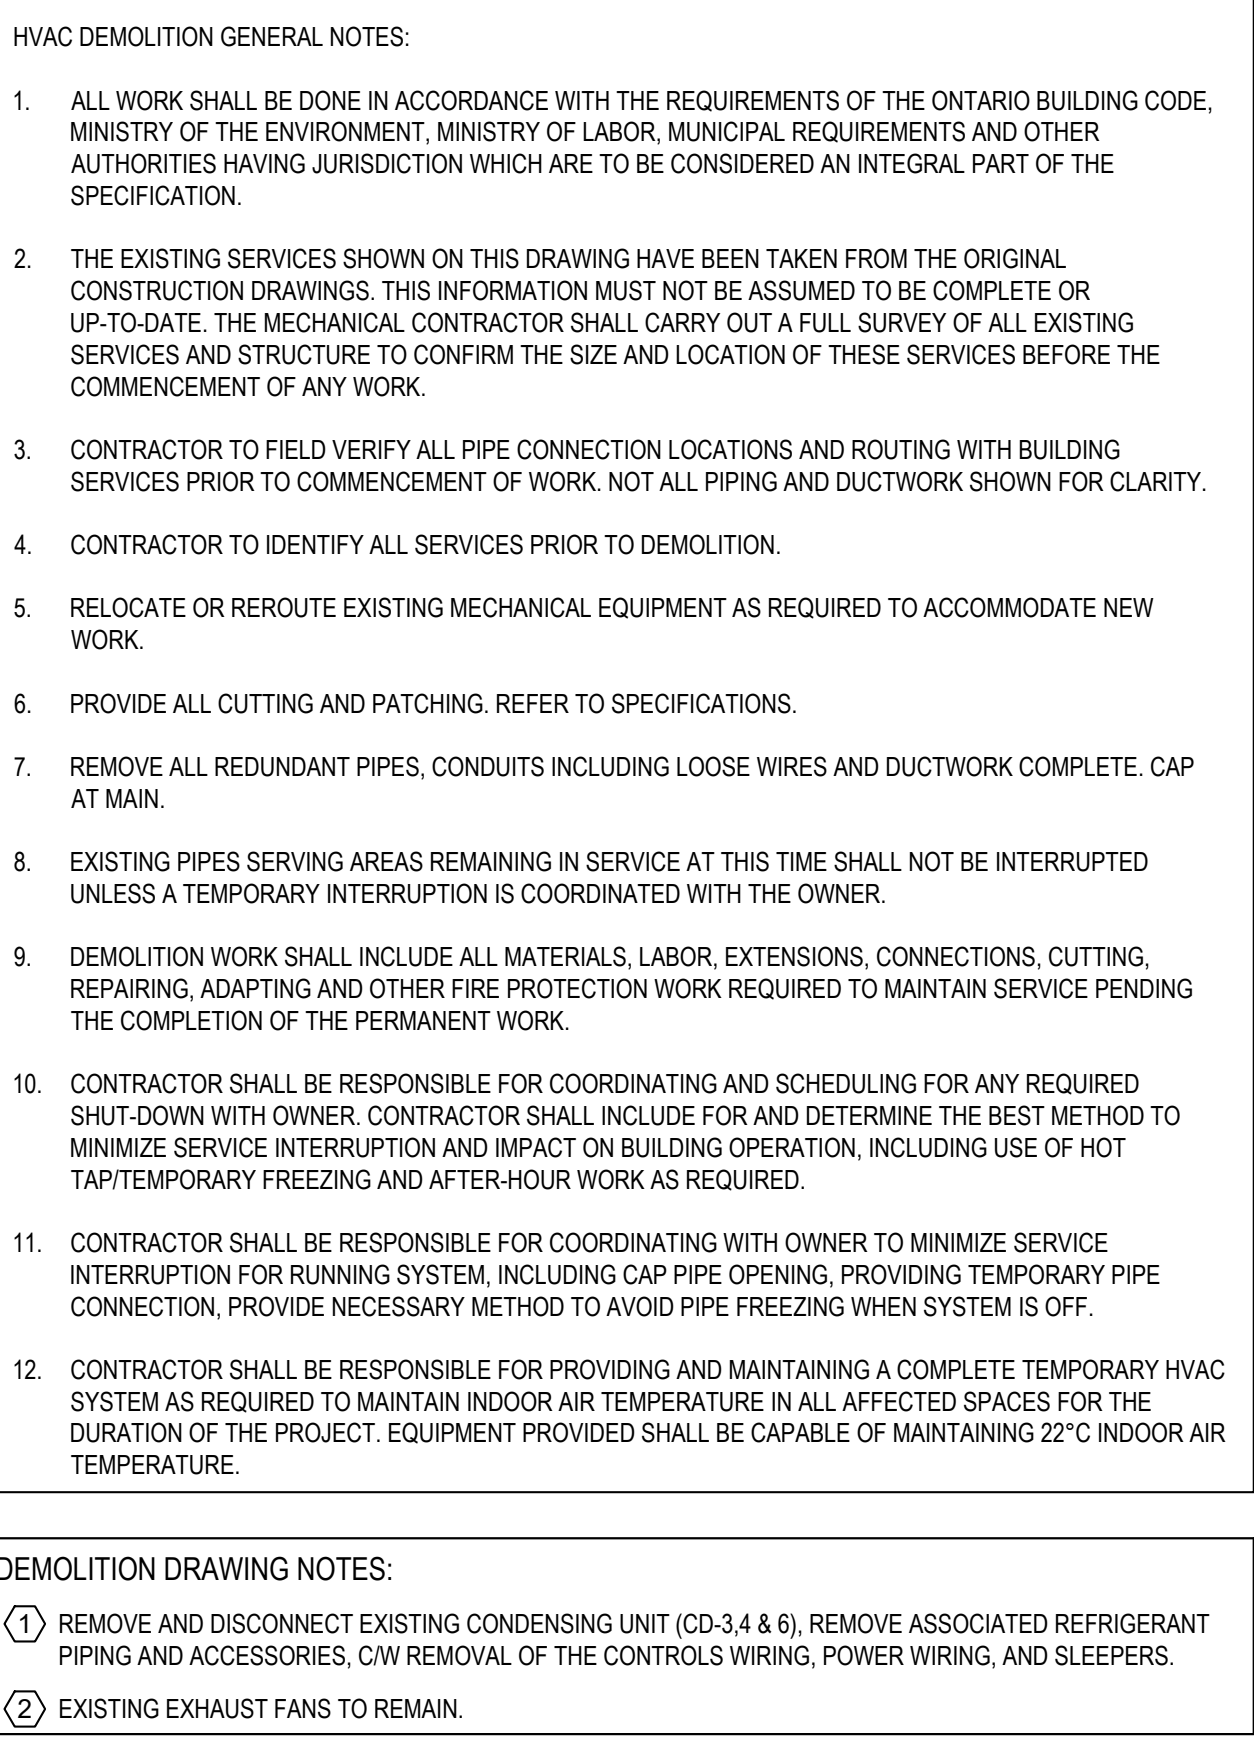 HVAC DEMOLITION GENERAL NOTES:
1. ALL WORK SHALL BE DONE IN ACCORDANCE WITH THE REQUIREMENTS OF THE ONTARIO BUILDING CODE,
MINISTRY OF THE ENVIRONMENT, MINISTRY OF LABOR, MUNICIPAL REQUIREMENTS AND OTHER
AUTHORITIES HAVING JURISDICTION WHICH ARE TO BE CONSIDERED AN INTEGRAL PART OF THE
SPECIFICATION.
2. THE EXISTING SERVICES SHOWN ON THIS DRAWING HAVE BEEN TAKEN FROM THE ORIGINAL
CONSTRUCTION DRAWINGS. THIS INFORMATION MUST NOT BE ASSUMED TO BE COMPLETE OR
UP-TO-DATE. THE MECHANICAL CONTRACTOR SHALL CARRY OUT A FULL SURVEY OF ALL EXISTING
SERVICES AND STRUCTURE TO CONFIRM THE SIZE AND LOCATION OF THESE SERVICES BEFORE THE
COMMENCEMENT OF ANY WORK.
3. CONTRACTOR TO FIELD VERIFY ALL PIPE CONNECTION LOCATIONS AND ROUTING WITH BUILDING
SERVICES PRIOR TO COMMENCEMENT OF WORK. NOT ALL PIPING AND DUCTWORK SHOWN FOR CLARITY.
4. CONTRACTOR TO IDENTIFY ALL SERVICES PRIOR TO DEMOLITION.
5. RELOCATE OR REROUTE EXISTING MECHANICAL EQUIPMENT AS REQUIRED TO ACCOMMODATE NEW
WORK.
6. PROVIDE ALL CUTTING AND PATCHING. REFER TO SPECIFICATIONS.
7. REMOVE ALL REDUNDANT PIPES, CONDUITS INCLUDING LOOSE WIRES AND DUCTWORK COMPLETE. CAP
AT MAIN.
8. EXISTING PIPES SERVING AREAS REMAINING IN SERVICE AT THIS TIME SHALL NOT BE INTERRUPTED
UNLESS A TEMPORARY INTERRUPTION IS COORDINATED WITH THE OWNER.
9. DEMOLITION WORK SHALL INCLUDE ALL MATERIALS, LABOR, EXTENSIONS, CONNECTIONS, CUTTING,
REPAIRING, ADAPTING AND OTHER FIRE PROTECTION WORK REQUIRED TO MAINTAIN SERVICE PENDING
THE COMPLETION OF THE PERMANENT WORK.
10. CONTRACTOR SHALL BE RESPONSIBLE FOR COORDINATING AND SCHEDULING FOR ANY REQUIRED
SHUT-DOWN WITH OWNER. CONTRACTOR SHALL INCLUDE FOR AND DETERMINE THE BEST METHOD TO
MINIMIZE SERVICE INTERRUPTION AND IMPACT ON BUILDING OPERATION, INCLUDING USE OF HOT
TAP/TEMPORARY FREEZING AND AFTER-HOUR WORK AS REQUIRED.
11. CONTRACTOR SHALL BE RESPONSIBLE FOR COORDINATING WITH OWNER TO MINIMIZE SERVICE
INTERRUPTION FOR RUNNING SYSTEM, INCLUDING CAP PIPE OPENING, PROVIDING TEMPORARY PIPE
CONNECTION, PROVIDE NECESSARY METHOD TO AVOID PIPE FREEZING WHEN SYSTEM IS OFF.
12. CONTRACTOR SHALL BE RESPONSIBLE FOR PROVIDING AND MAINTAINING A COMPLETE TEMPORARY HVAC
SYSTEM AS REQUIRED TO MAINTAIN INDOOR AIR TEMPERATURE IN ALL AFFECTED SPACES FOR THE
DURATION OF THE PROJECT. EQUIPMENT PROVIDED SHALL BE CAPABLE OF MAINTAINING 22°C INDOOR AIR
TEMPERATURE.
DEMOLITION DRAWING NOTES:
1 REMOVE AND DISCONNECT EXISTING CONDENSING UNIT (CD-3,4 & 6), REMOVE ASSOCIATED REFRIGERANT
PIPING AND ACCESSORIES, C/W REMOVAL OF THE CONTROLS WIRING, POWER WIRING, AND SLEEPERS.
2 EXISTING EXHAUST FANS TO REMAIN.